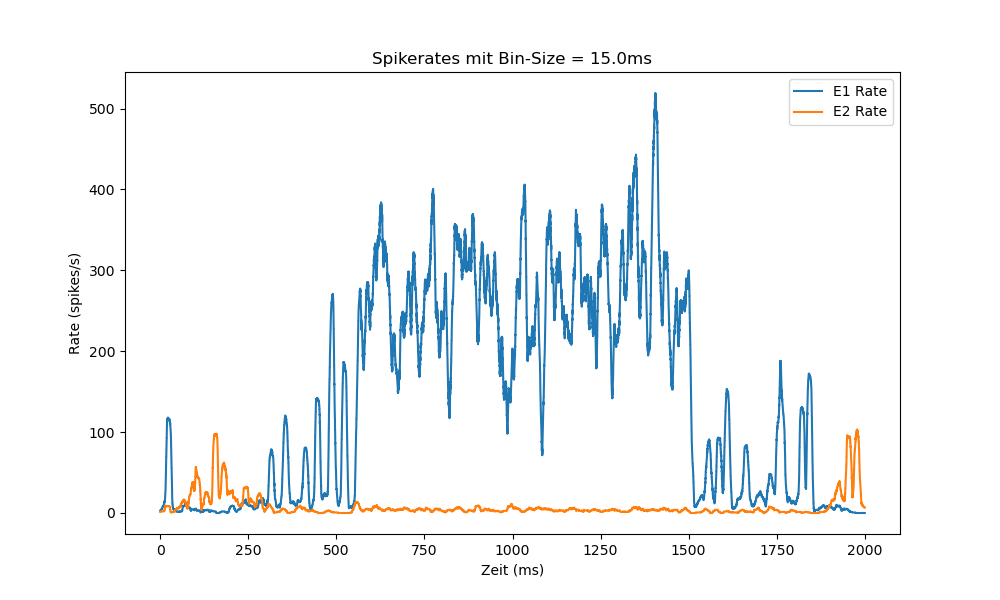 Spikerates mit Bin-Size = 15.0ms
E1 Rate
E2 Rate
Rate (spikes/s)
500
400
300
200
100
0
0 250 500 750 1000 1250 1500 1750 2000
Zeit (ms)